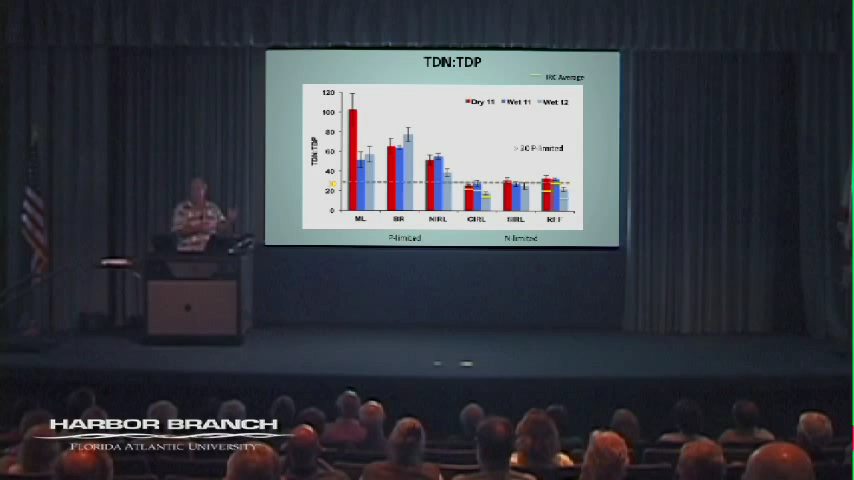 TDN:TDP
IRC Average
Dry 11 Wet 11 Wet 12
120
100
80
60
40
20
0
TDN:TDP
> 30 P-limited
ML BR NIRL CIRL SIRL REF
P-limited N-limited
HARBOR BRANCH
FLORIDA ATLANTIC UNIVERSITY